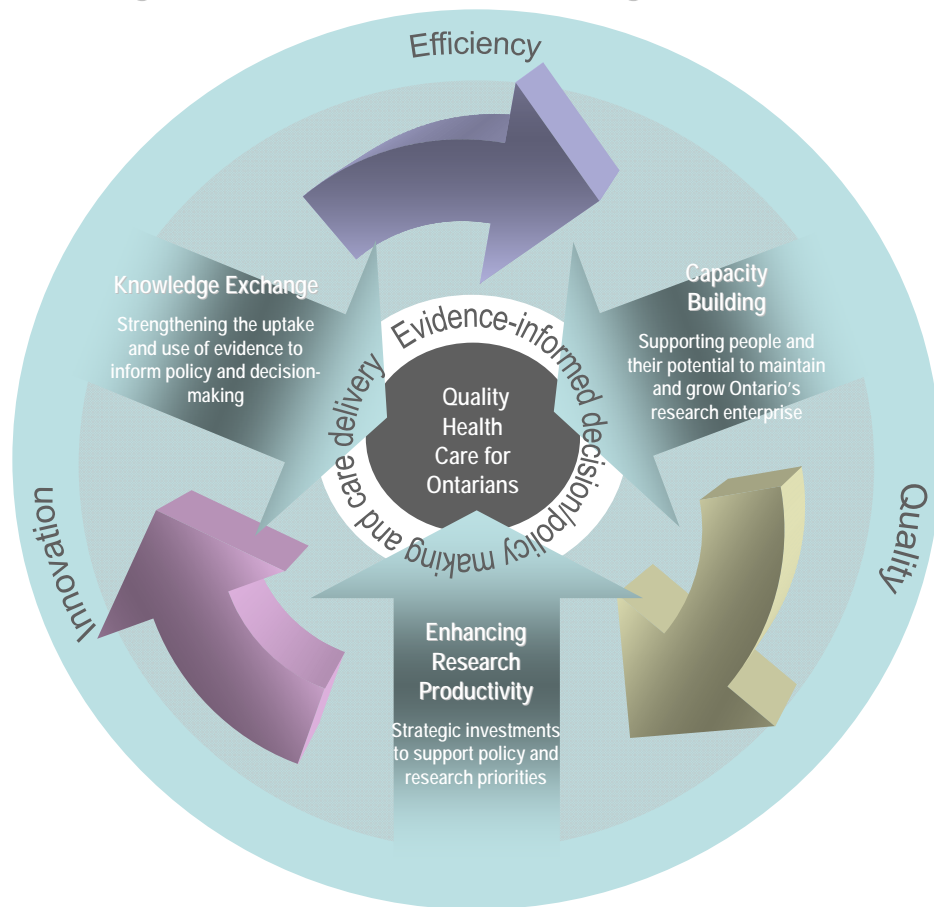 Efficiency
Knowledge Exchange
Strengthening the uptake
and use of evidence to
inform policy and decision-
making
Capacity
Building
Supporting people and
their potential to maintain
and grow Ontario's
research enterprise
Evidence-informed decision/policy making and care delivery
Quality
Health
Care for
Ontarians
Innovation
Quality
Enhancing
Research
Productivity
Strategic investments
to support policy and
research priorities